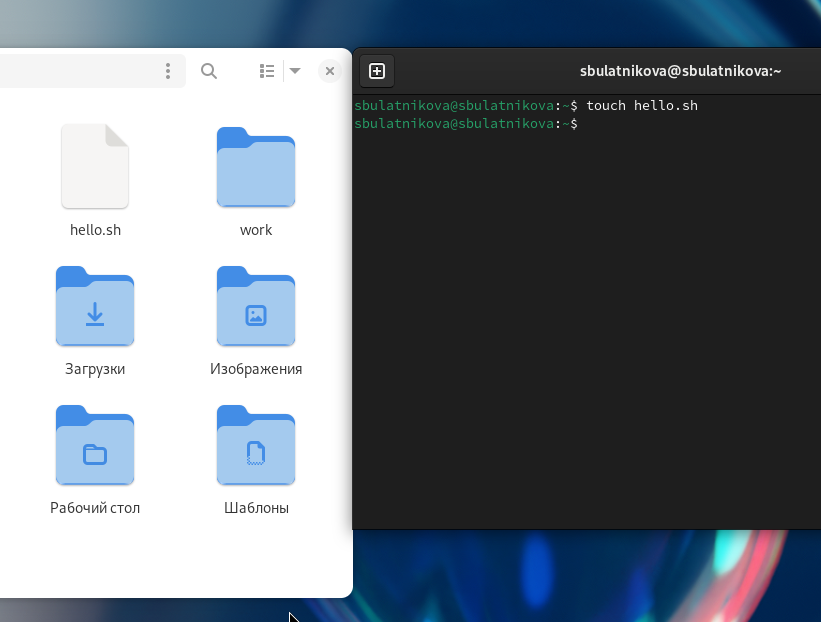 sbulatnikova@sbulatnikova:~
sbulatnikova@sbulatnikova:~$ touch hello.sh
sbulatnikova@sbulatnikova:~$
hello.sh
work
Загрузки
Изображения
Рабочий стол
Шаблоны